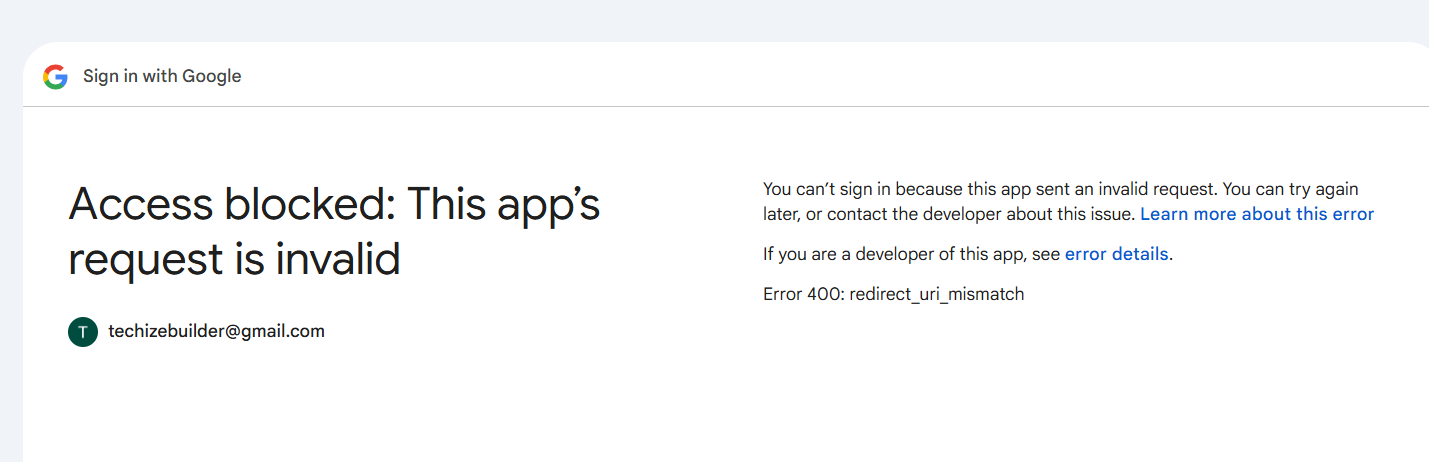 Sign in with Google
Access blocked: This app’s
request is invalid
T
techizebuilder@gmail.com
You can’t sign in because this app sent an invalid request. You can try again
later, or contact the developer about this issue. Learn more about this error
If you are a developer of this app, see error details.
Error 400: redirect_uri_mismatch